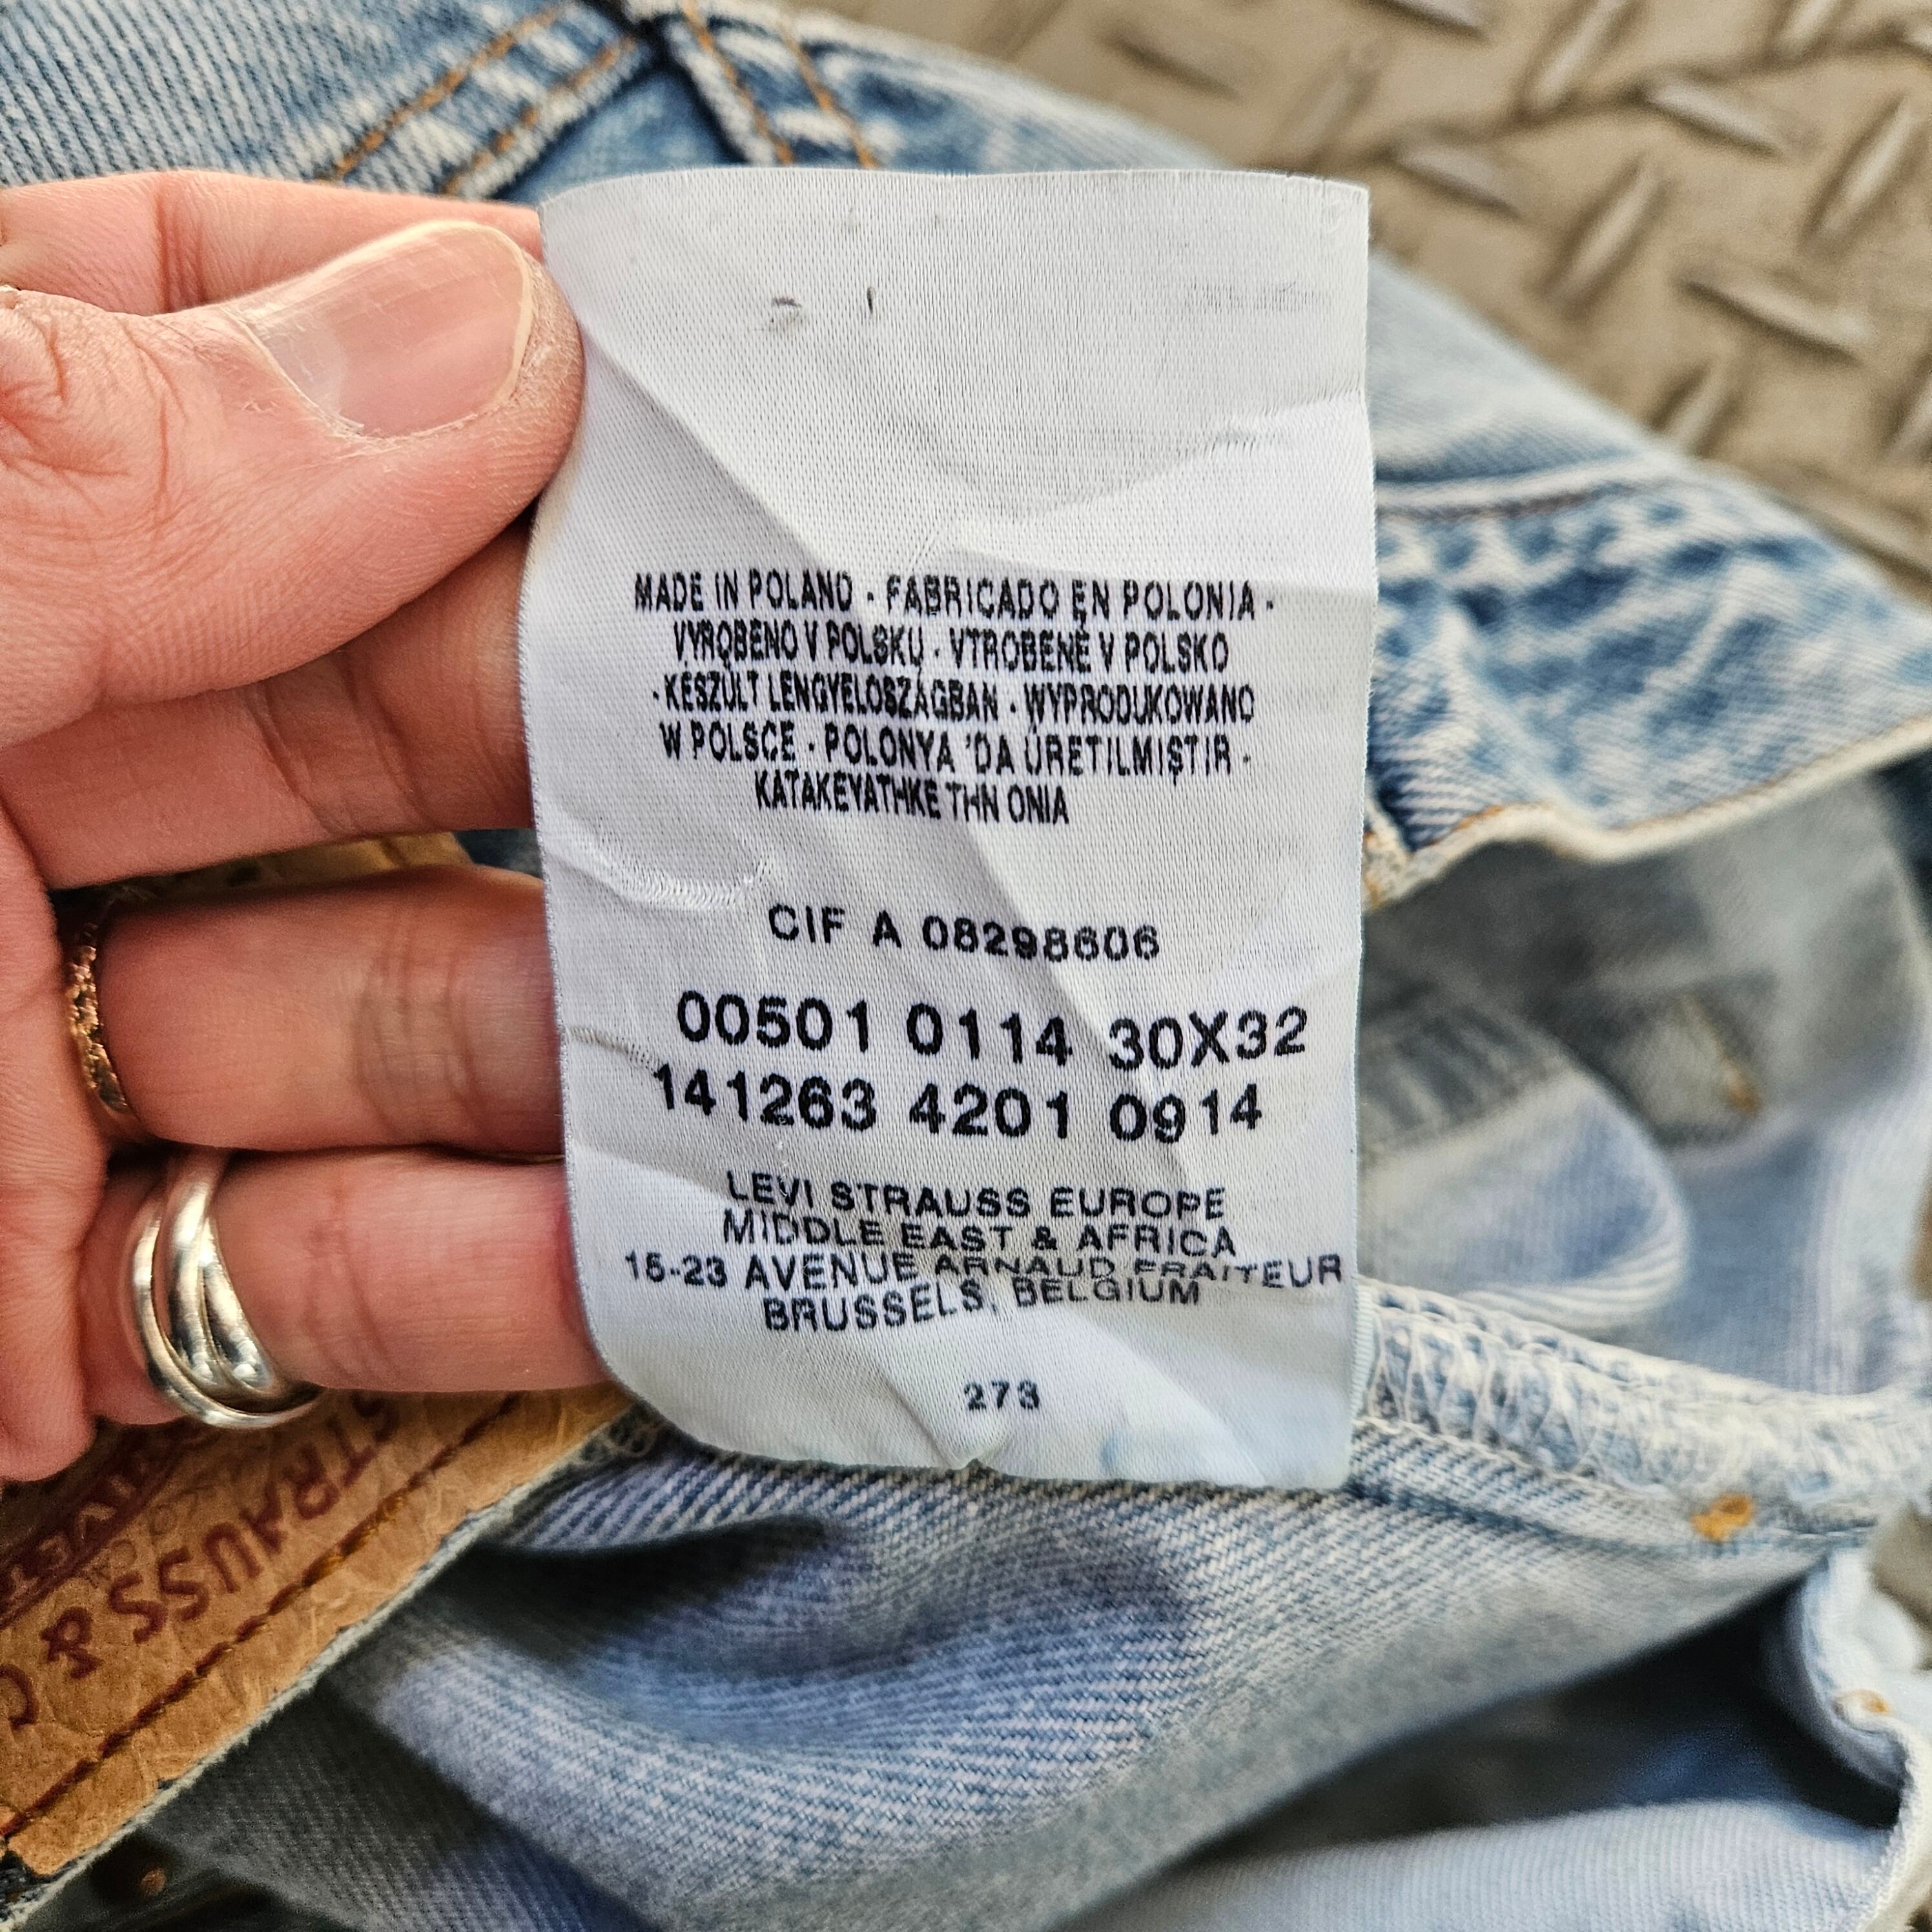 MADE IN POLAND · FABRICADO EN POLONIA ·
VYROBENO V POLSKU · VTROBENÉ V POLSKO
· KÉSZÜLT LENGYELOSZÁGBAN · WYPRODUKOWANO
W POLSCE · POLONYA 'DA ÜRETILMIŞTIR ·
KATAKEYATHKE THN ONIA
CIF A 08298606
00501 0114 30X32
141263 4201 0914
LEVI STRAUSS EUROPE
MIDDLE EAST & AFRICA
15-23 AVENUE ARNAUD FRAITEUR
BRUSSELS, BELGIUM
273
STRAUSS & C